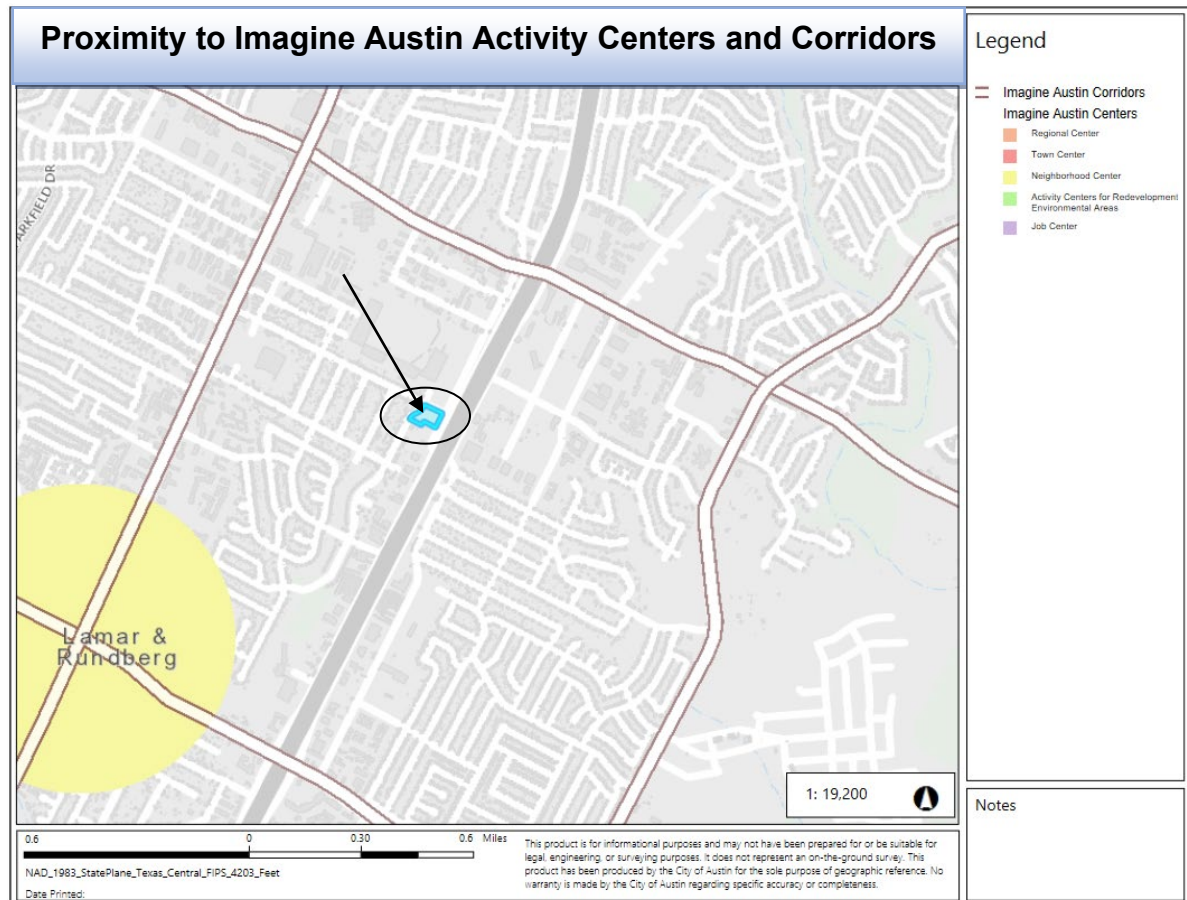 Proximity to Imagine Austin Activity Centers and Corridors
Legend
Imagine Austin Corridors
Imagine Austin Centers
Regional Center
Town Center
Neighborhood Center
Activity Centers for Redevelopment
Environmental Areas
Job Center
ARKFIELD DR
Lamar &
Rundberg
1: 19,200
Notes
0.6 0 0.30 0.6 Miles
NAD_1983_StatePlane_Texas_Central_FIPS_4203_Feet
Date Printed:
This product is for informational purposes and may not have been prepared for or be suitable for
legal, engineering, or surveying purposes. It does not represent an on-the-ground survey. This
product has been produced by the City of Austin for the sole purpose of geographic reference. No
warranty is made by the City of Austin regarding specific accuracy or completeness.